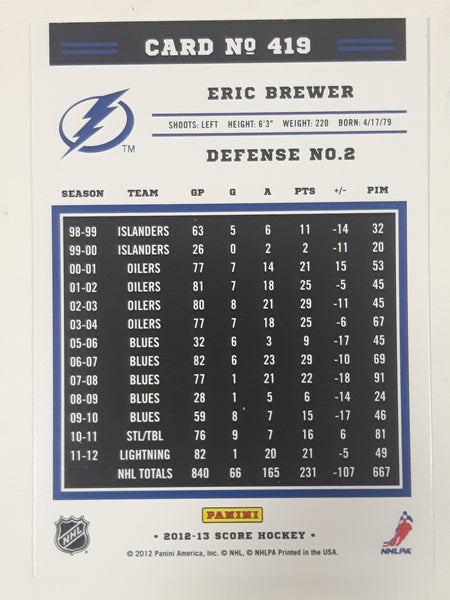 CARD Nº 419
ERIC BREWER
SHOOTS: LEFT HEIGHT: 6'3" WEIGHT: 220 BORN: 4/17/79
TM
DEFENSE NO.2
SEASON TEAM GP G A PTS +/- PIM
98-99 ISLANDERS 63 5 6 11 -14 32
99-00 ISLANDERS 26 0 2 2 -11 20
00-01 OILERS 77 7 14 21 15 53
01-02 OILERS 81 7 18 25 -5 45
02-03 OILERS 80 8 21 29 -11 45
03-04 OILERS 77 7 18 25 -6 67
05-06 BLUES 32 6 3 9 -17 45
06-07 BLUES 82 6 23 29 -10 69
07-08 BLUES 77 1 21 22 -18 91
08-09 BLUES 28 1 5 6 -14 24
09-10 BLUES 59 8 7 15 -17 46
10-11 STL/TBL 76 9 7 16 6 81
11-12 LIGHTNING 82 1 20 21 -5 49
NHL TOTALS 840 66 165 231 -107 667
PANINI
NHL
• 2012-13 SCORE HOCKEY •
NHLPA
© 2012 Panini America, Inc. © NHL, © NHLPA Printed in the USA.